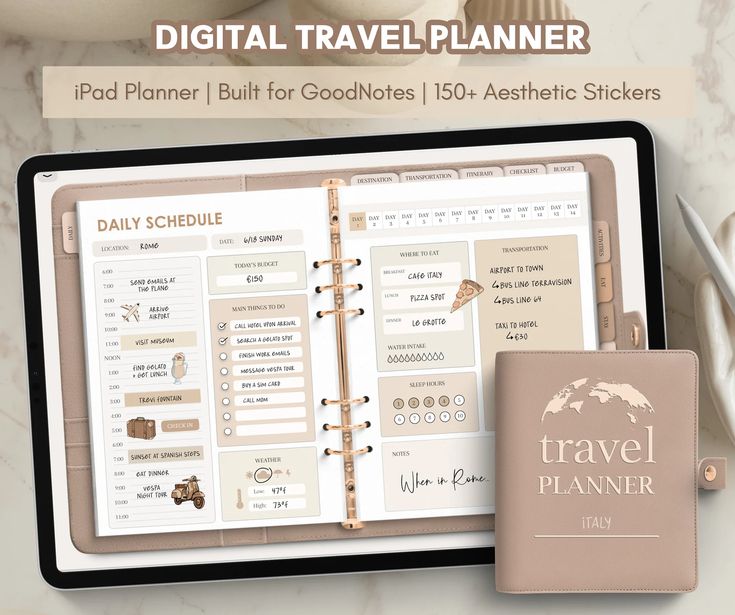 DIGITAL TRAVEL PLANNER
iPad Planner | Built for GoodNotes | 150+ Aesthetic Stickers
DESTINATION
TRANSPORTATION
ITINERARY
CHECKLIST
BUDGET
DAILY
DAILY SCHEDULE
LOCATION: ROME
DATE: 6/18 SUNDAY
6:00
7:00 SEND EMAILS AT
THE PLANE
8:00
9:00 ARRIVE
AIRPORT
10:00
11:00 VISIT MUSEUM
NOON
1:00 FIND GELATO
+ GET LUNCH
2:00
3:00 TREVI FOUNTAIN
4:00
5:00 CHECK IN
6:00
7:00 SUNSET AT SPANISH STEPS
8:00 EAT DINNER
9:00 VESPA
NIGHT TOUR
10:00
11:00
TODAY'S BUDGET
€150
MAIN THINGS TO DO
CALL HOTEL UPON ARRIVAL
SEARCH A GELATO SPOT
FINISH WORK EMAILS
MESSAGE VESPA TOUR
BUY A SIM CARD
CALL MOM
WEATHER
Low: 47°F
High: 73°F
DAY 1 DAY 2 DAY 3 DAY 4 DAY 5 DAY 6 DAY 7 DAY 8 DAY 9 DAY 10 DAY 11 DAY 12 DAY 13 DAY 14
WHERE TO EAT
BREAKFAST
CAFE ITALY
LUNCH
PIZZA SPOT
DINNER
LE GROTTE
WATER INTAKE
SLEEP HOURS
1 2 3 4 5
6 7 8 9 10
NOTES
When in Rome..
TRANSPORTATION
AIRPORT TO TOWN
↳BUS LINE TERRAVISION
↳BUS LINE 64
TAXI TO HOTEL
↳€30
ACTIVITIES
EAT
STAY
travel
PLANNER
ITALY